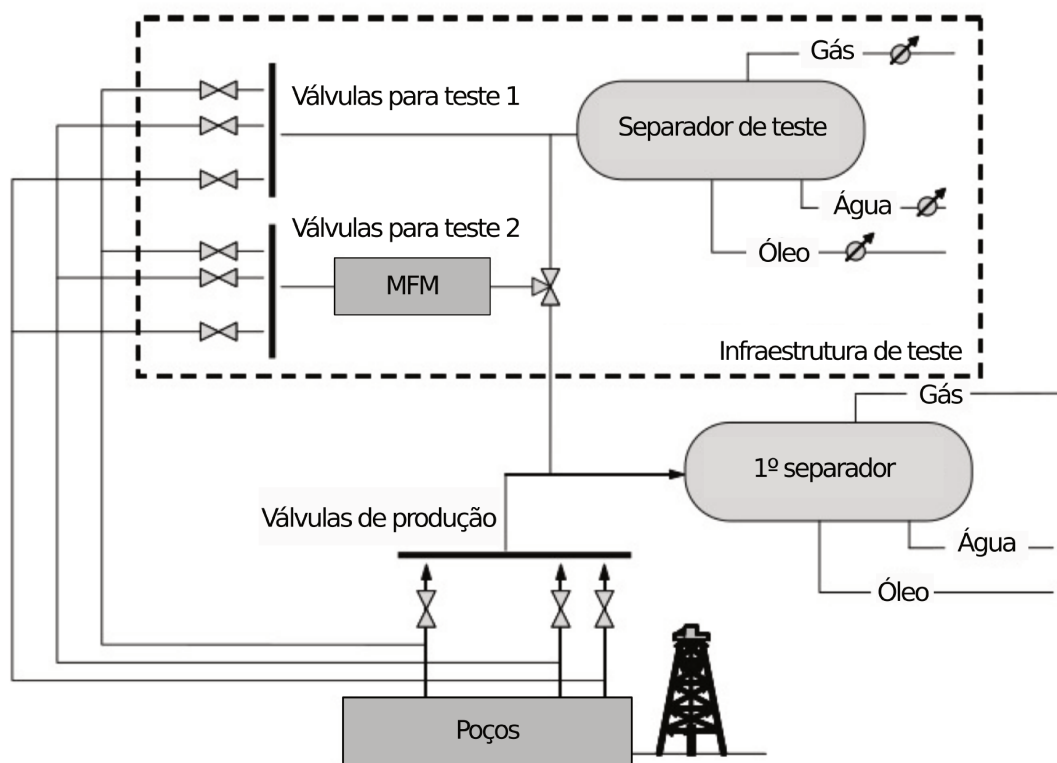 Gás
Válvulas para teste 1
Separador de teste
Água
Válvulas para teste 2
Óleo
MFM
Infraestrutura de teste
Gás
1º separador
Válvulas de produção
Água
Óleo
Poços